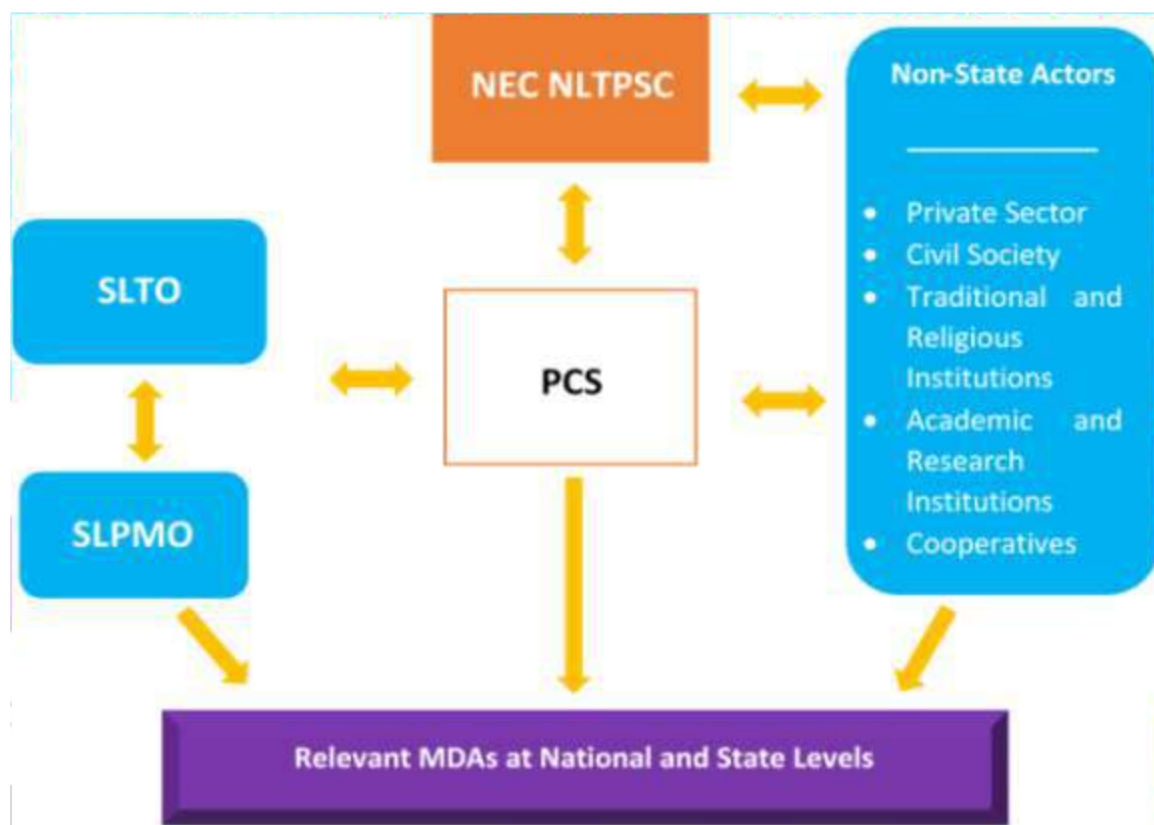 NEC NLTPSC
Non-State Actors
• Private Sector
• Civil Society
• Traditional and
Religious
Institutions
• Academic and
Research
Institutions
• Cooperatives
SLTO
PCS
SLPMO
Relevant MDAs at National and State Levels